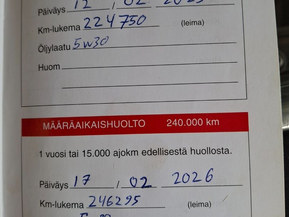 Päiväys 12 . 02 2025
Km-lukema 224750 (leima)
Öljylaatu 5w30
Huom
MÄÄRÄAIKAISHUOLTO 240.000 km
1 vuosi tai 15.000 ajokm edellisestä huollosta.
Päiväys 17 . 02 2026
Km-lukema 246295 (leima)